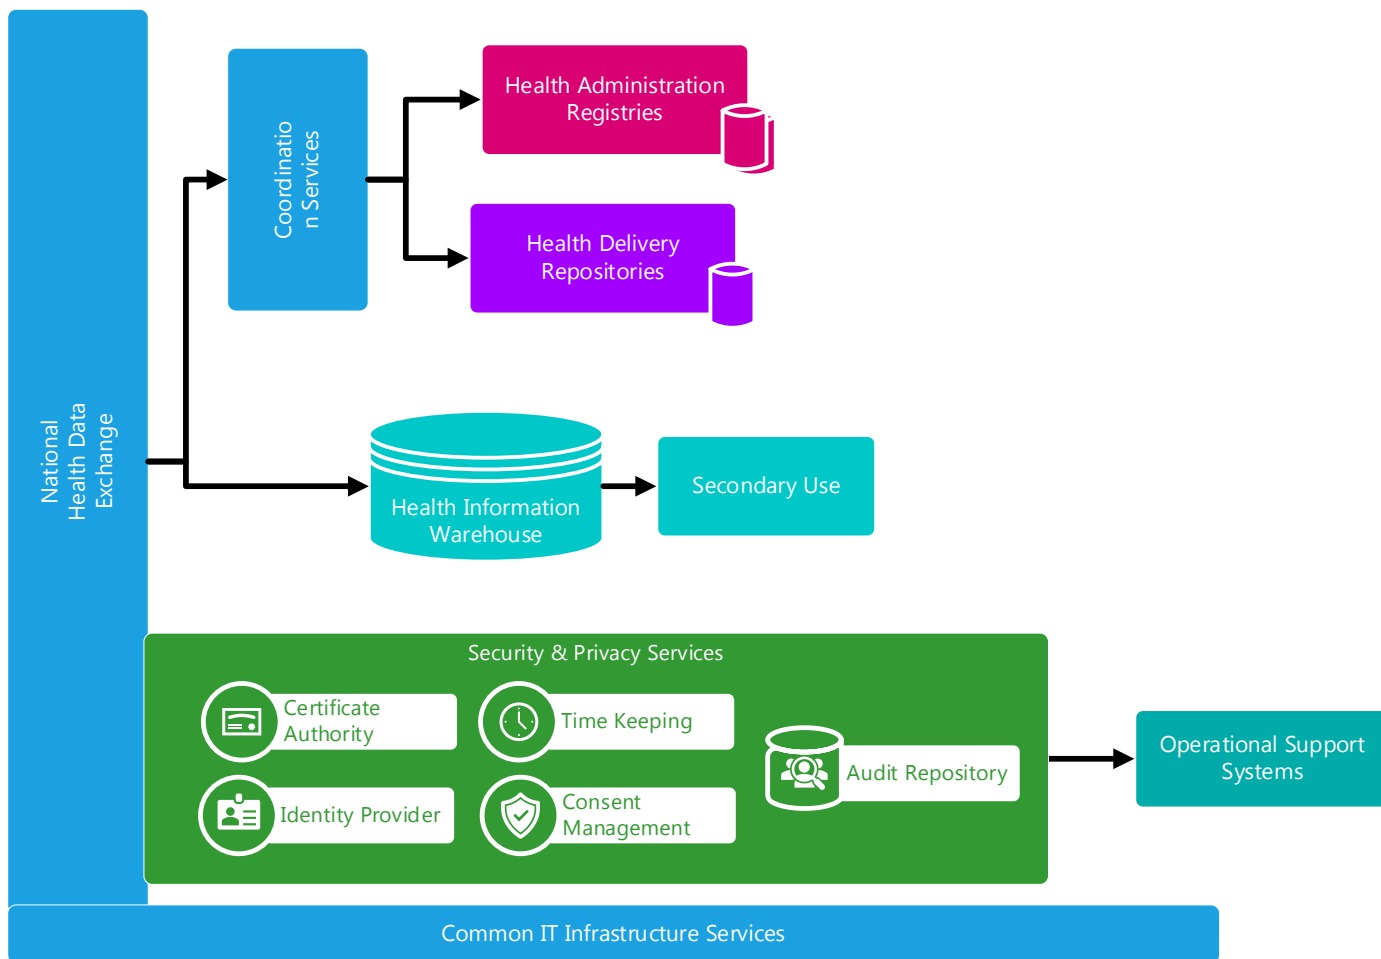 National
Health Data
Exchange
Coordinatio
n Services
Health Administration
Registries
Health Delivery
Repositories
Health Information
Warehouse
Secondary Use
Security & Privacy Services
Certificate
Authority
Time Keeping
Identity Provider
Consent
Management
Audit Repository
Operational Support
Systems
Common IT Infrastructure Services